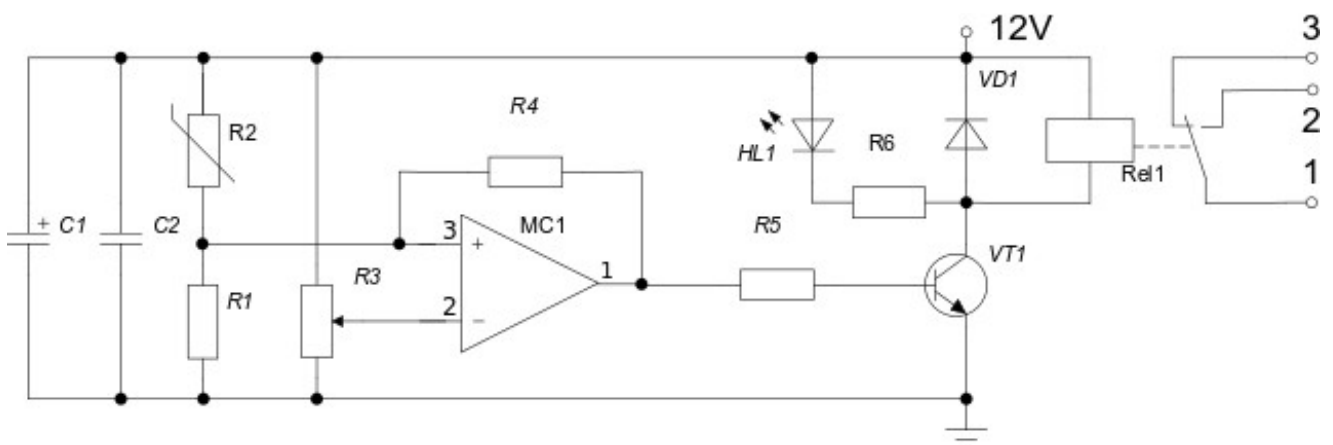 12V
3
VD1
R4
R2
2
HL1
R6
Rel1
+ C1
C2
3
+
MC1
R5
1
VT1
R1
R3
1
2
−